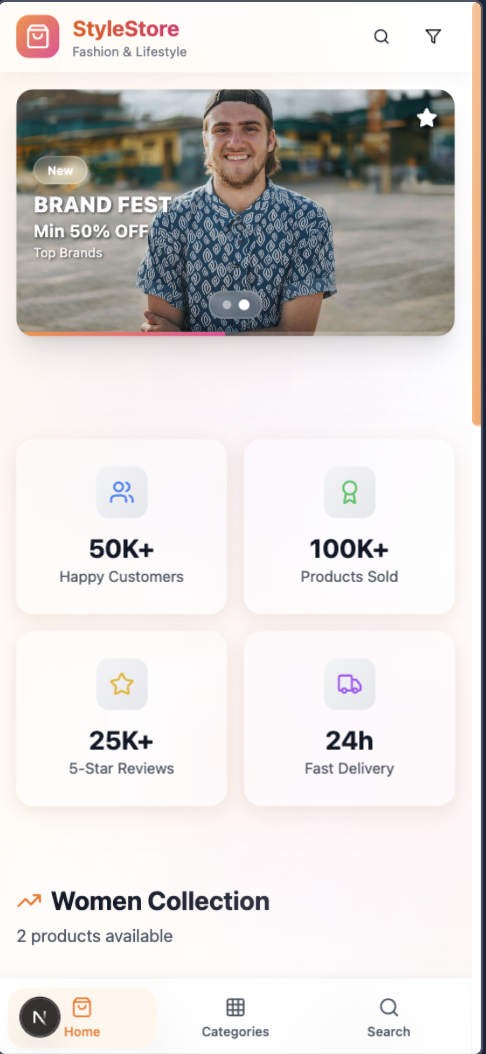 StyleStore
Fashion & Lifestyle
New
BRAND FEST
Min 50% OFF
Top Brands
50K+
Happy Customers
100K+
Products Sold
25K+
5-Star Reviews
24h
Fast Delivery
Women Collection
2 products available
N
Home
Categories
Search